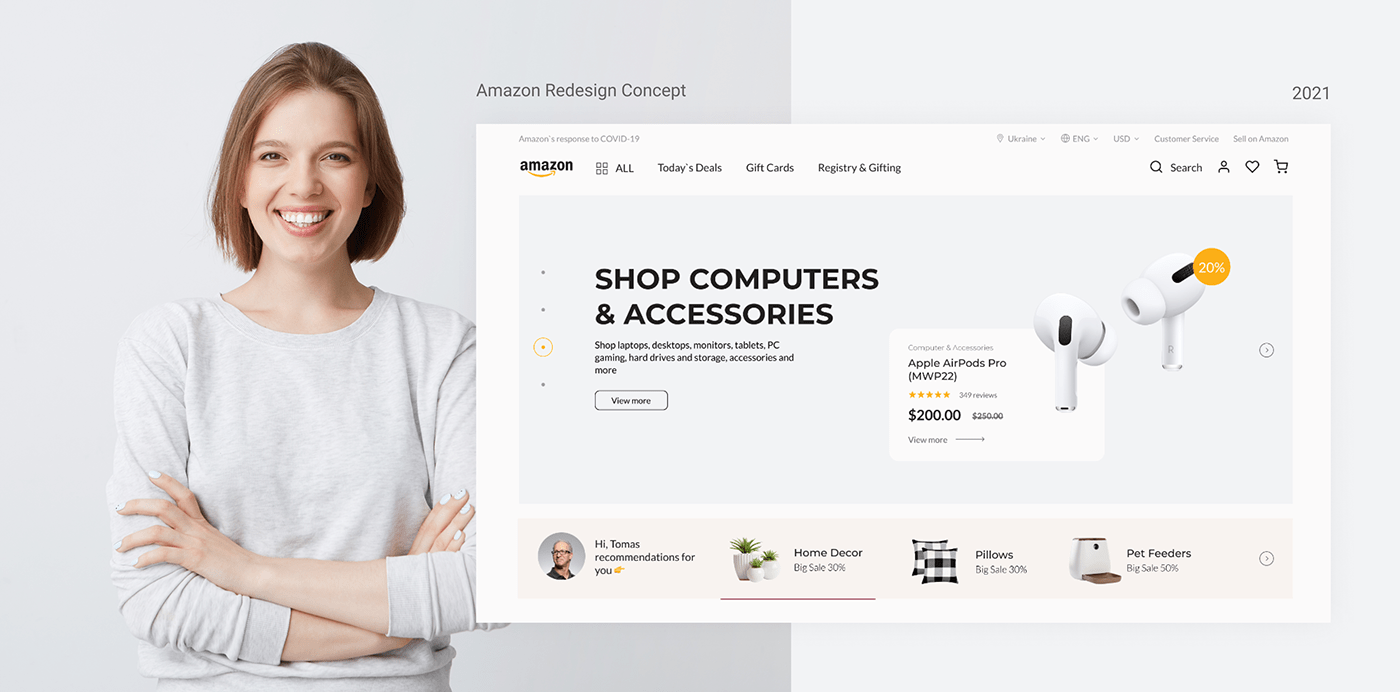 Amazon Redesign Concept
2021
Amazon`s response to COVID-19
Ukraine
ENG
USD
Customer Service
Sell on Amazon
amazon
ALL
Today`s Deals
Gift Cards
Registry & Gifting
Search
SHOP COMPUTERS
& ACCESSORIES
Shop laptops, desktops, monitors, tablets, PC
gaming, hard drives and storage, accessories and
more
View more
20%
R
Computer & Accessories
Apple AirPods Pro
(MWP22)
349 reviews
$200.00 $250.00
View more
Hi, Tomas
recommendations for
you 👉
Home Decor
Big Sale 30%
Pillows
Big Sale 30%
Pet Feeders
Big Sale 50%